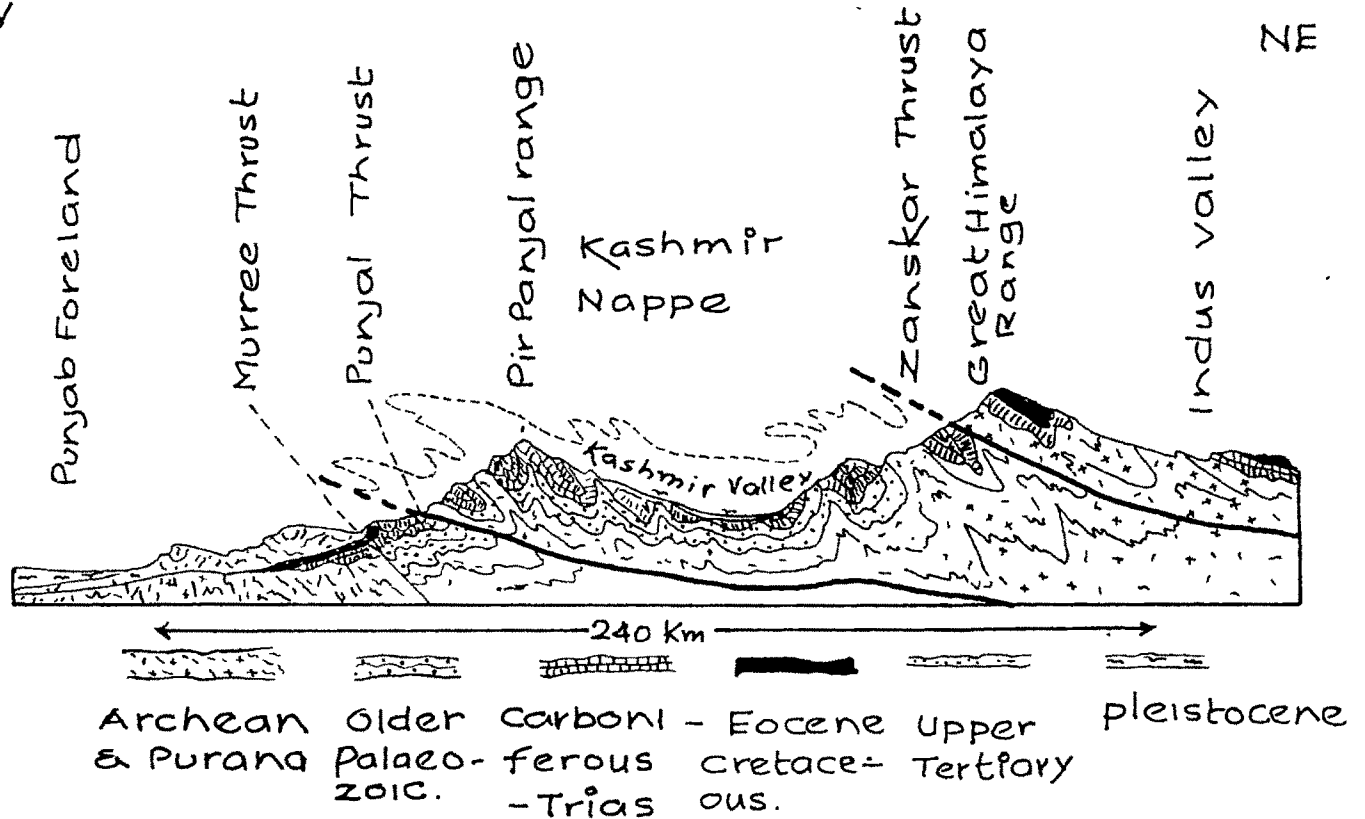 NE
Punjab Foreland
Murree Thrust
Punjal Thrust
Pir Panjal range
Kashmir
Nappe
Zanskar Thrust
Great Himalaya
Range
Indus valley
Kashmir Valley
240 Km
Archean
& Purana
Older
Palaeo-
zoic.
Carboni-
ferous
-Trias
Eocene
Cretace-
ous.
Upper
Tertiary
pleistocene